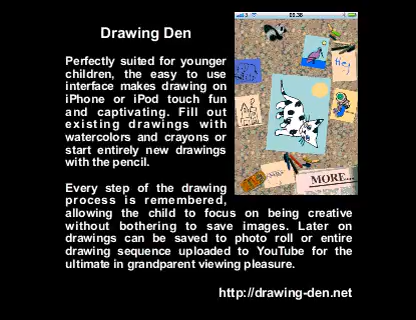 Drawing Den
Perfectly suited for younger
children, the easy to use
interface makes drawing on
iPhone or iPod touch fun
and captivating. Fill out
existing drawings with
watercolors and crayons or
start entirely new drawings
with the pencil.
Every step of the drawing
process is remembered,
allowing the child to focus on being creative
without bothering to save images. Later on
drawings can be saved to photo roll or entire
drawing sequence uploaded to YouTube for the
ultimate in grandparent viewing pleasure.
http://drawing-den.net
Hey
MORE...